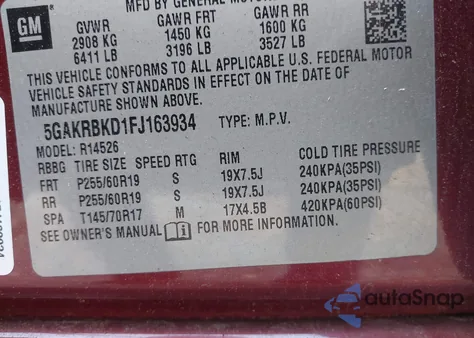 MFD BY GENERAL MOTORS
GM
GVWR GAWR FRT GAWR RR
2908 KG 1450 KG 1600 KG
6411 LB 3196 LB 3527 LB
THIS VEHICLE CONFORMS TO ALL APPLICABLE U.S. FEDERAL MOTOR
VEHICLE SAFETY STANDARDS IN EFFECT ON THE DATE OF
MANUFACTURE SHOWN ABOVE.
5GAKRBKD1FJ163934 TYPE: M.P.V.
MODEL: R14526
RBBG TIRE SIZE SPEED RTG RIM COLD TIRE PRESSURE
FRT P255/60R19 S 19X7.5J 240KPA(35PSI)
RR P255/60R19 S 19X7.5J 240KPA(35PSI)
SPA T145/70R17 M 17X4.5B 420KPA(60PSI)
SEE OWNER'S MANUAL i FOR MORE INFORMATION.
autoSnap